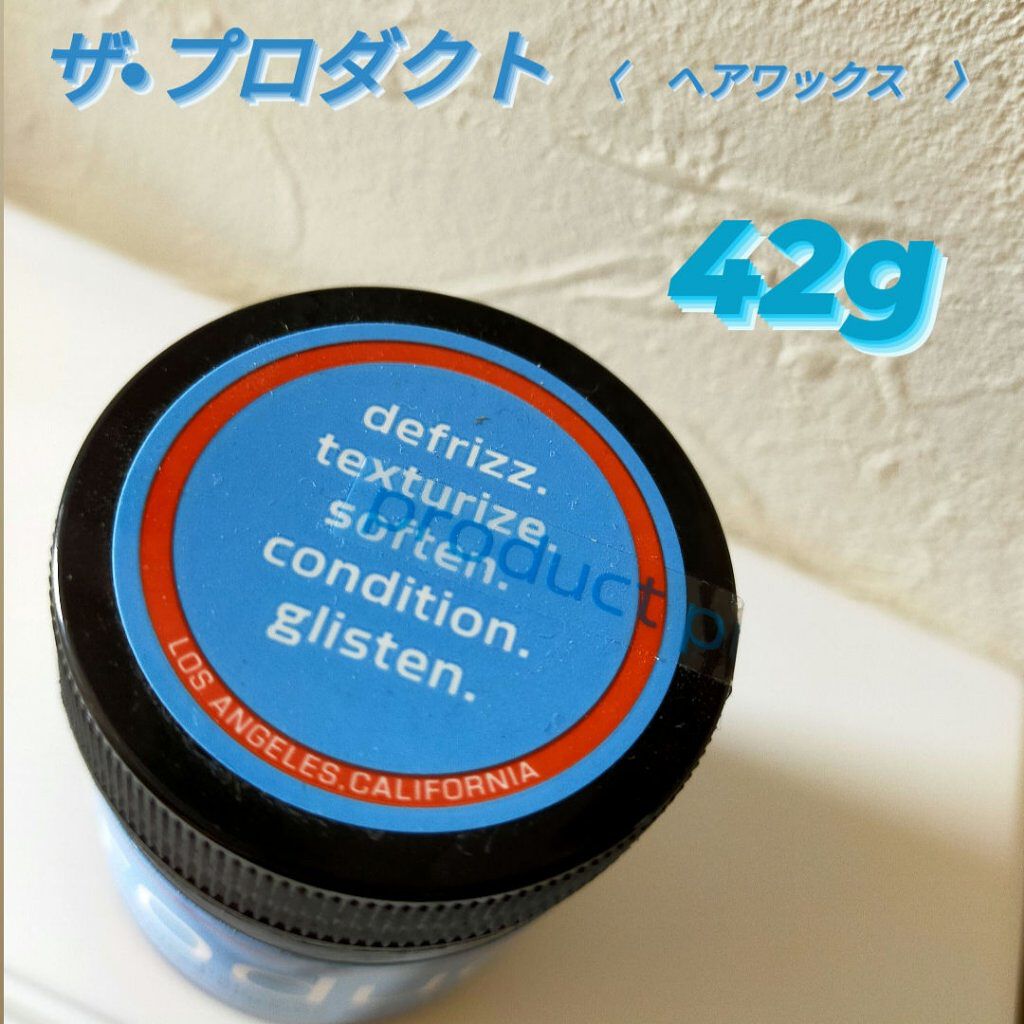 ザ・プロダクト 〈 ヘアワックス 〉
42g
defrizz.
texturize.
soften.
condition.
glisten.
product p
LOS ANGELES.CALIFORNIA